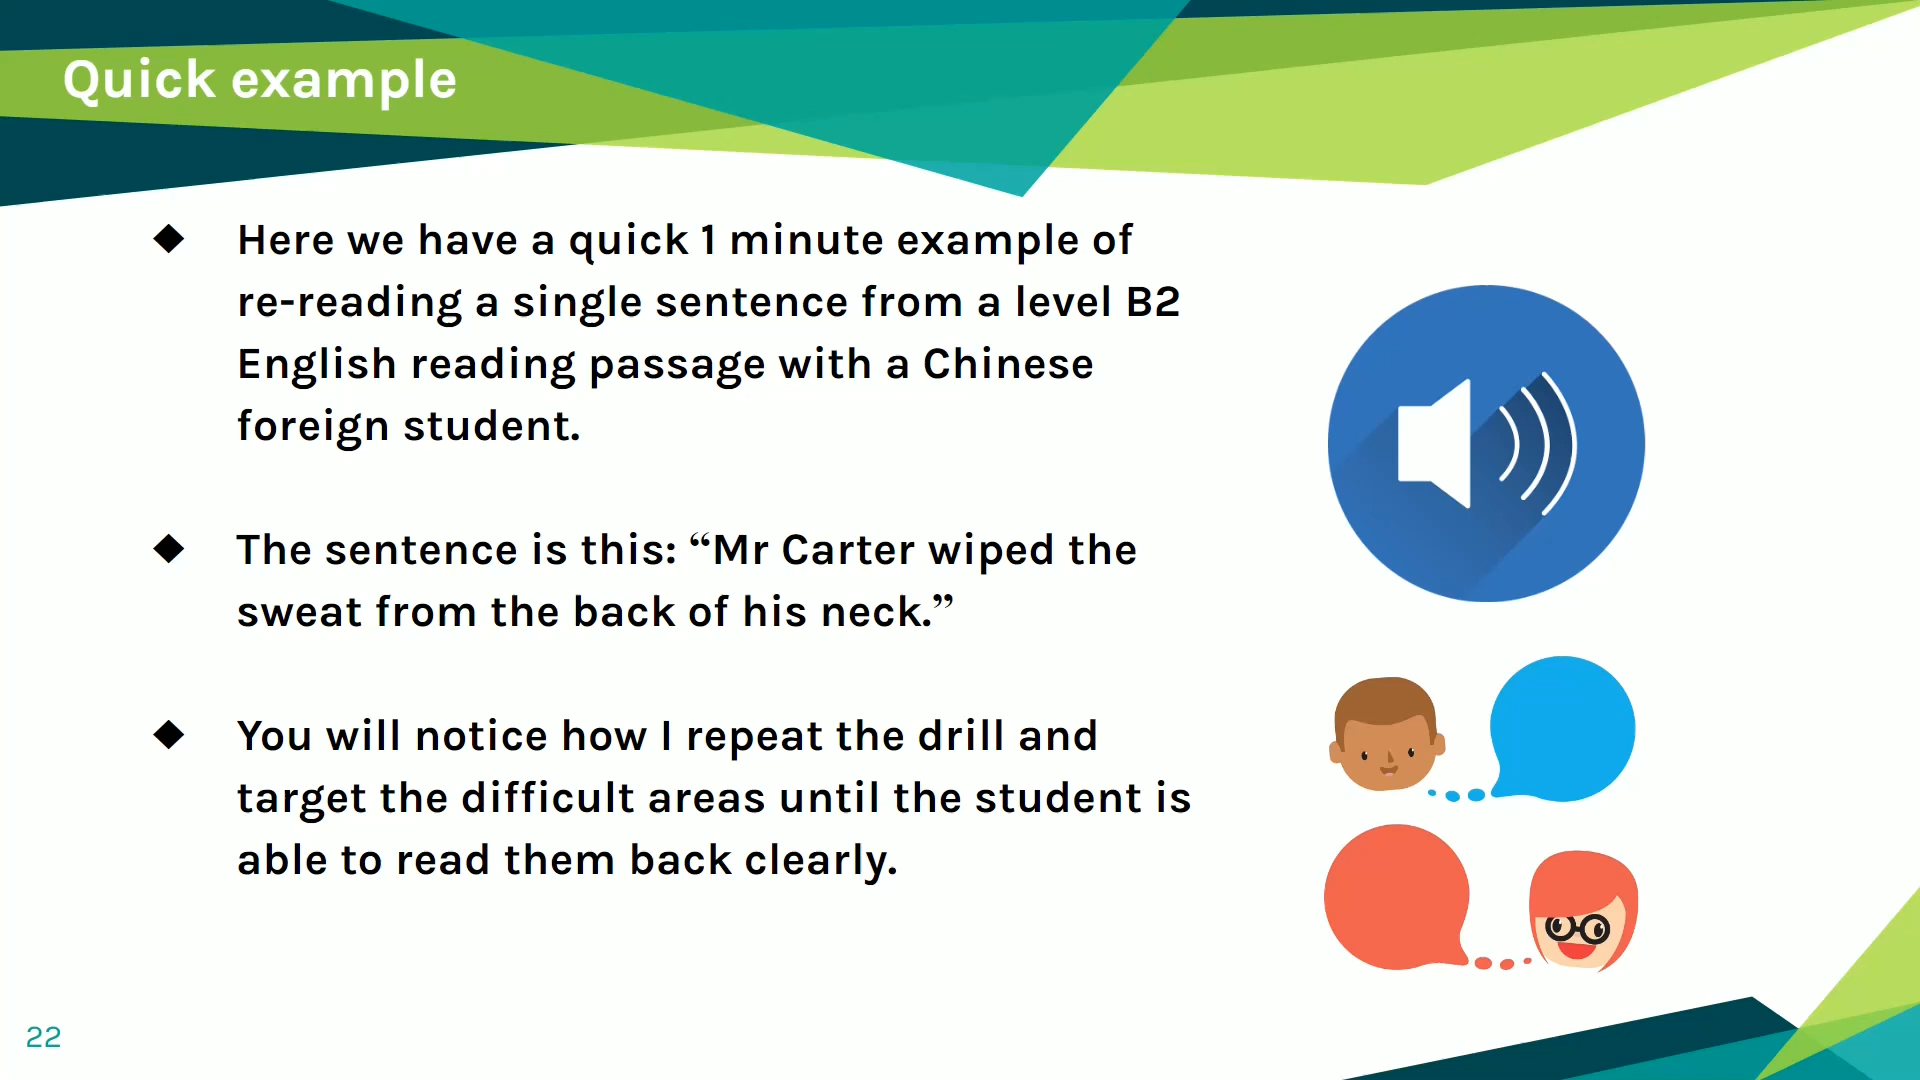 Quick example
◆ Here we have a quick 1 minute example of
re-reading a single sentence from a level B2
English reading passage with a Chinese
foreign student.
◆ The sentence is this: “Mr Carter wiped the
sweat from the back of his neck.”
◆ You will notice how I repeat the drill and
target the difficult areas until the student is
able to read them back clearly.
22